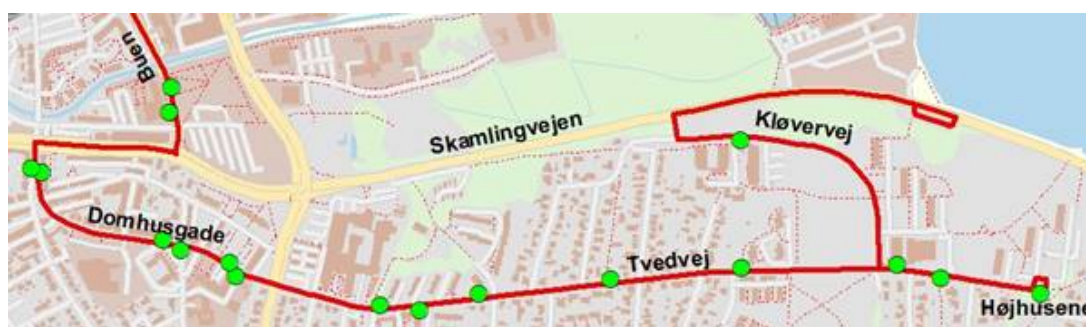 Buen
Skamlingvejen
Kløvervej
Domhusgade
Tvedvej
Højhusene